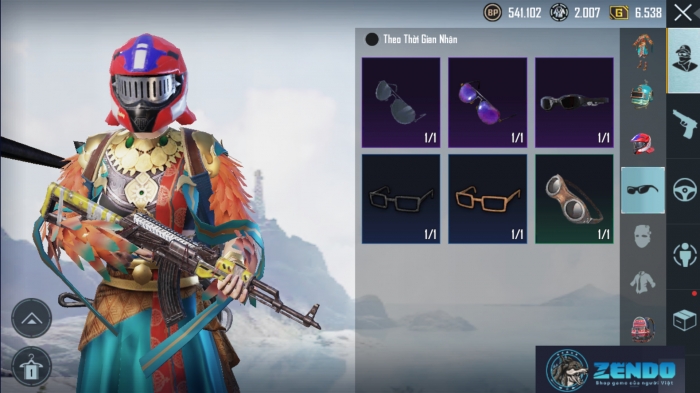 BP 541.102 2.007 G 6.538
Theo Thời Gian Nhận
1/1 1/1 1/1
1/1 1/1 1/1
ZENDO
Shop game của người Việt